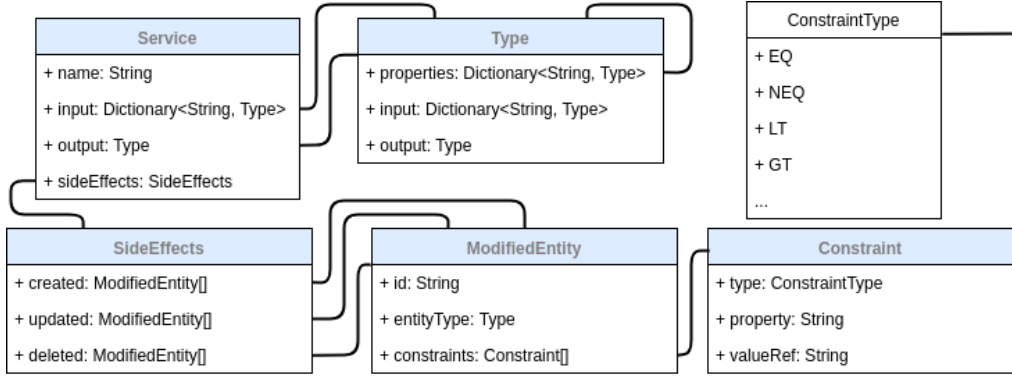 Service
+ name: String
+ input: Dictionary<String, Type>
+ output: Type
+ sideEffects: SideEffects
Type
+ properties: Dictionary<String, Type>
+ input: Dictionary<String, Type>
+ output: Type
ConstraintType
+ EQ
+ NEQ
+ LT
+ GT
...
SideEffects
+ created: ModifiedEntity[]
+ updated: ModifiedEntity[]
+ deleted: ModifiedEntity[]
ModifiedEntity
+ id: String
+ entityType: Type
+ constraints: Constraint[]
Constraint
+ type: ConstraintType
+ property: String
+ valueRef: String